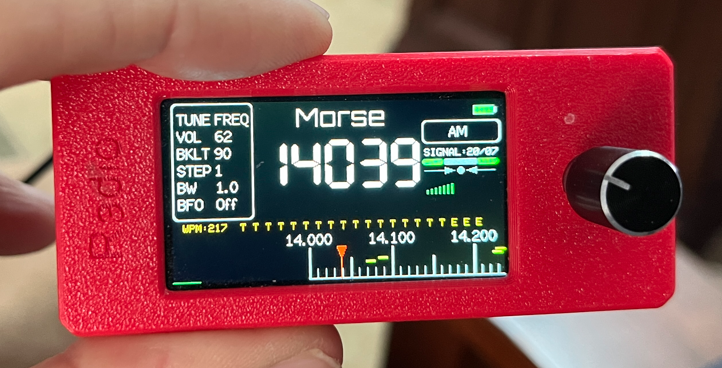 Morse
TUNE FREQ
VOL 62
BKLT 90
STEP 1
BW 1.0
BFO Off
14039
AM
SIGNAL:20/07
WPM:217 T T T T T T T T T T T T T T T T T T E E E
14.000 14.100 14.200
Radio